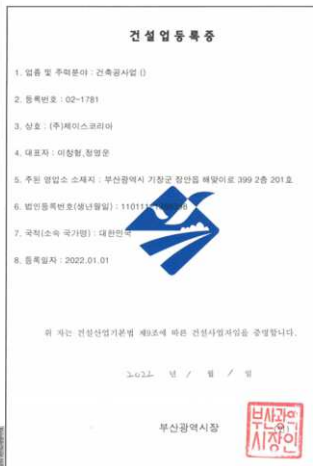 건설업등록증
1. 업종 및 주력분야 : 건축공사업 ()
2. 등록번호 : 02-1781
3. 상호 : (주)제이스코리아
4. 대표자 : 이창형,정영운
5. 주된 영업소 소재지 : 부산광역시 기장군 장안읍 해맞이로 399 2층 201호
6. 법인등록번호(생년월일) :
7. 국적(소속 국가명) : 대한민국
8. 등록일자 : 2022.01.01
위 자는 건설산업기본법 제9조에 따른 건설사업자임을 증명합니다.
2022 년 1 월 1 일
부산광역시장
부산광역
시장인